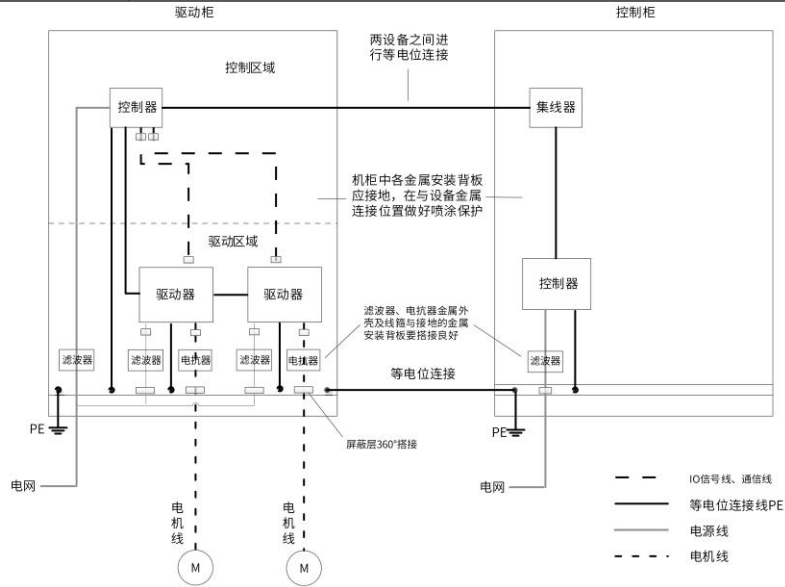 驱动柜
控制柜
两设备之间进
行等电位连接
控制区域
控制器
集线器
机柜中各金属安装背板
应接地，在与设备金属
连接位置做好喷涂保护
驱动区域
驱动器
驱动器
控制器
滤波器、电抗器金属外
壳及线箍与接地的金属
安装背板要搭接良好
滤波器
滤波器
电抗器
滤波器
电抗器
滤波器
等电位连接
PE
PE
屏蔽层360°搭接
电网
电网
电机线
电机线
M
M
IO信号线、通信线
等电位连接线PE
电源线
电机线